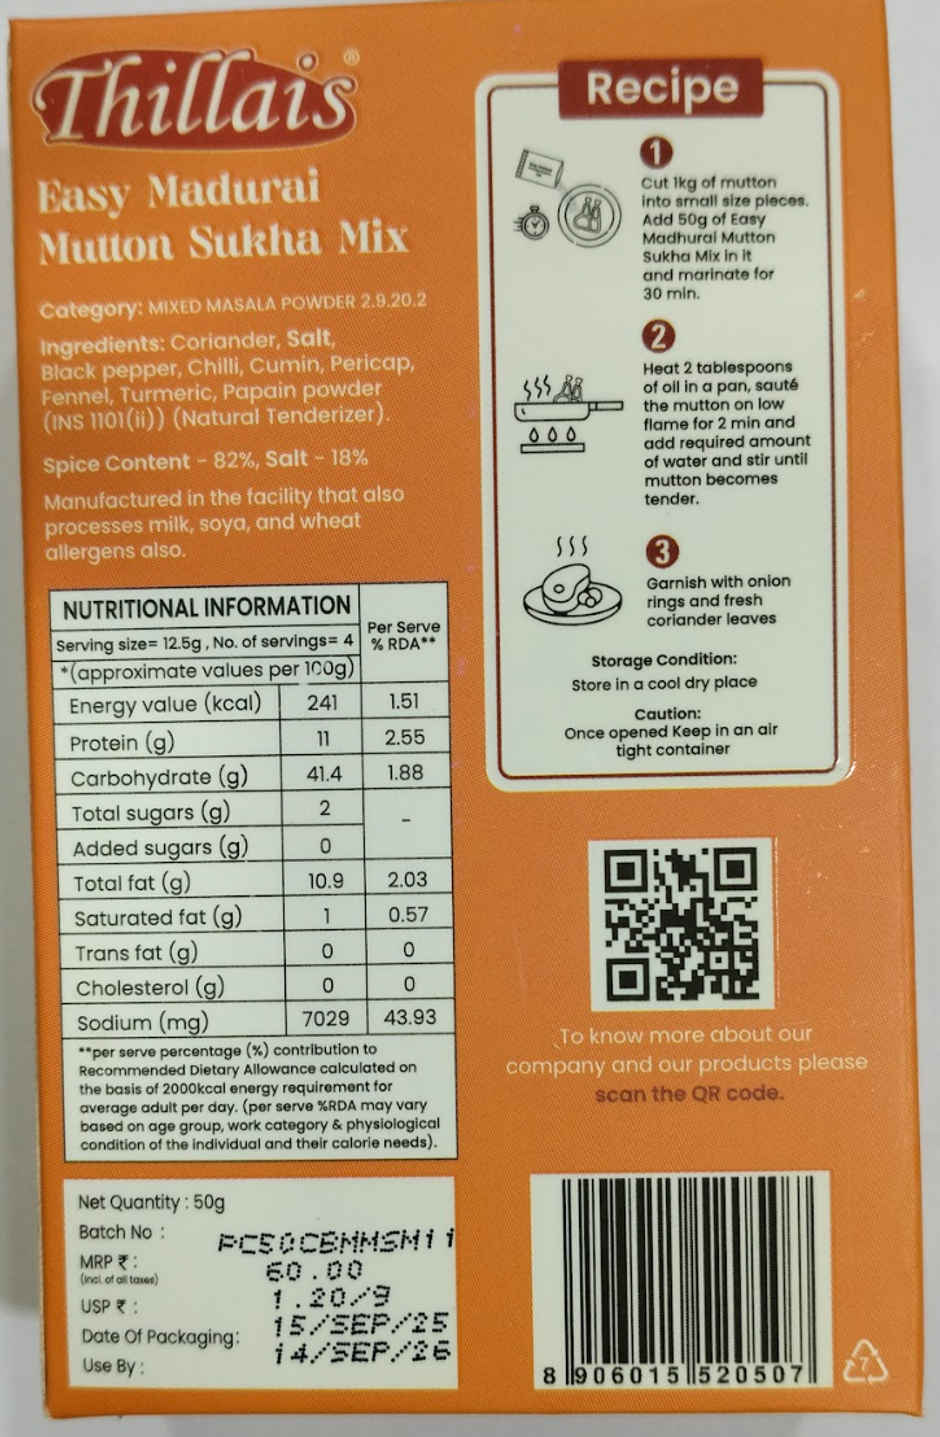 Thillais®
Easy Madurai
Mutton Sukha Mix
Category: MIXED MASALA POWDER 2.9.20.2
Ingredients: Coriander, Salt,
Black pepper, Chilli, Cumin, Pericap,
Fennel, Turmeric, Papain powder
(INS 1101(ii)) (Natural Tenderizer).
Spice Content - 82%, Salt - 18%
Manufactured in the facility that also
processes milk, soya, and wheat
allergens also.
NUTRITIONAL INFORMATION
Per Serve
% RDA**
Serving size= 12.5g , No. of servings= 4
*(approximate values per 100g)
Energy value (kcal) 241 1.51
Protein (g) 11 2.55
Carbohydrate (g) 41.4 1.88
Total sugars (g) 2 -
Added sugars (g) 0
Total fat (g) 10.9 2.03
Saturated fat (g) 1 0.57
Trans fat (g) 0 0
Cholesterol (g) 0 0
Sodium (mg) 7029 43.93
**per serve percentage (%) contribution to
Recommended Dietary Allowance calculated on
the basis of 2000kcal energy requirement for
average adult per day. (per serve %RDA may vary
based on age group, work category & physiological
condition of the individual and their calorie needs).
Net Quantity : 50g
Batch No : PC50CBMMSM11
MRP ₹ : 60.00
(Incl. of all taxes)
USP ₹ : 1.20/g
Date Of Packaging: 15/SEP/25
Use By : 14/SEP/26
Recipe
1
Cut 1kg of mutton
into small size pieces.
Add 50g of Easy
Madhurai Mutton
Sukha Mix in it
and marinate for
30 min.
2
Heat 2 tablespoons
of oil in a pan, sauté
the mutton on low
flame for 2 min and
add required amount
of water and stir until
mutton becomes
tender.
3
Garnish with onion
rings and fresh
coriander leaves
Storage Condition:
Store in a cool dry place
Caution:
Once opened Keep in an air
tight container
To know more about our
company and our products please
scan the QR code.
8 906015 520507
7